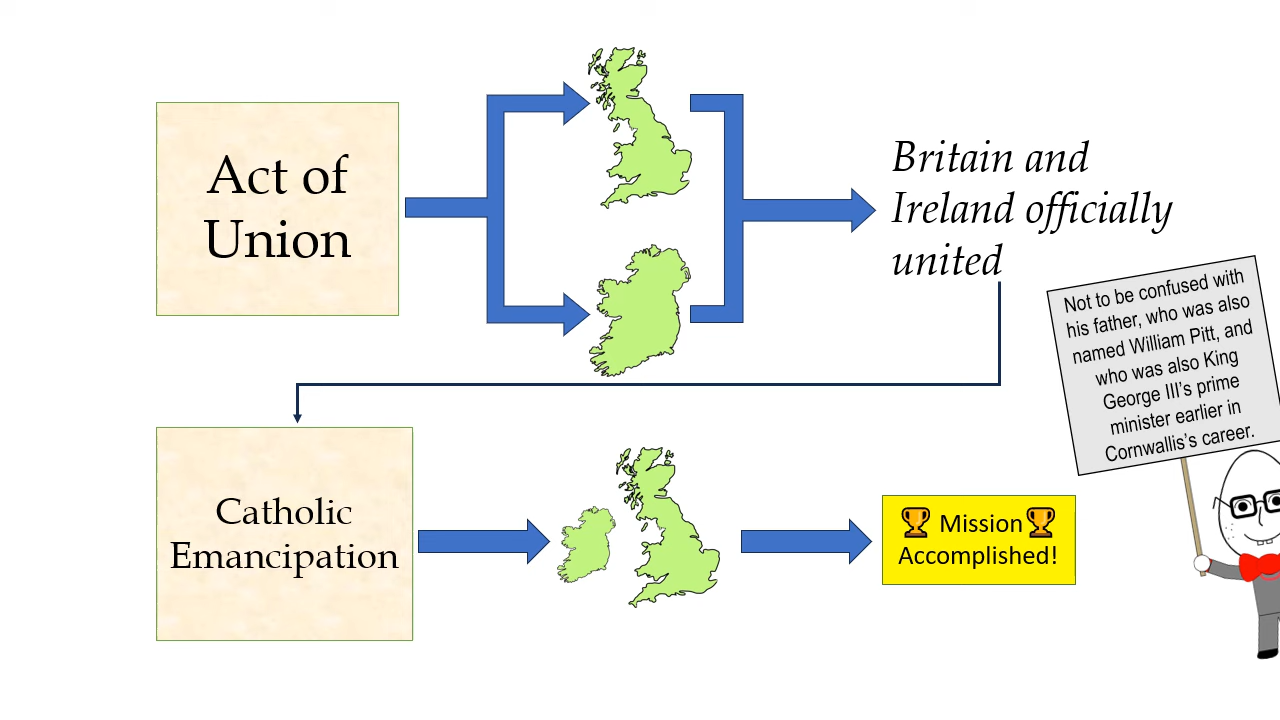 Act of
Union
Britain and
Ireland officially
united
Not to be confused with
his father, who was also
named William Pitt, and
who was also King
George III's prime
minister earlier in
Cornwallis's career.
Catholic
Emancipation
🏆 Mission🏆
Accomplished!